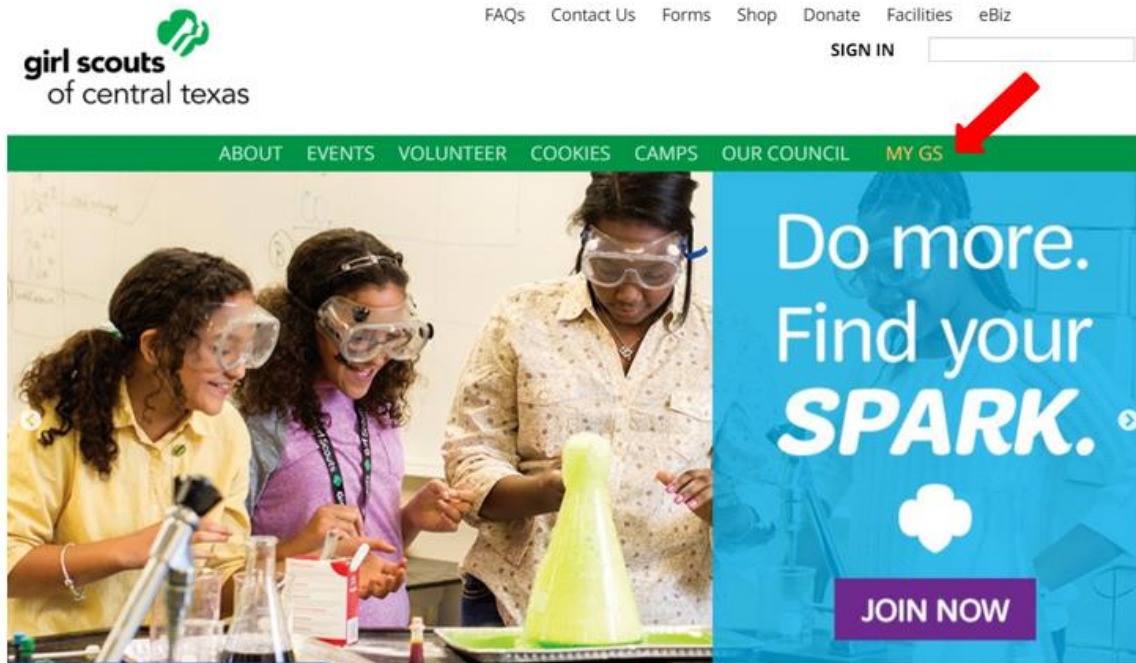 FAQs Contact Us Forms Shop Donate Facilities eBiz
SIGN IN
girl scouts
of central texas
ABOUT EVENTS VOLUNTEER COOKIES CAMPS OUR COUNCIL MY GS
Do more.
Find your
SPARK.
JOIN NOW